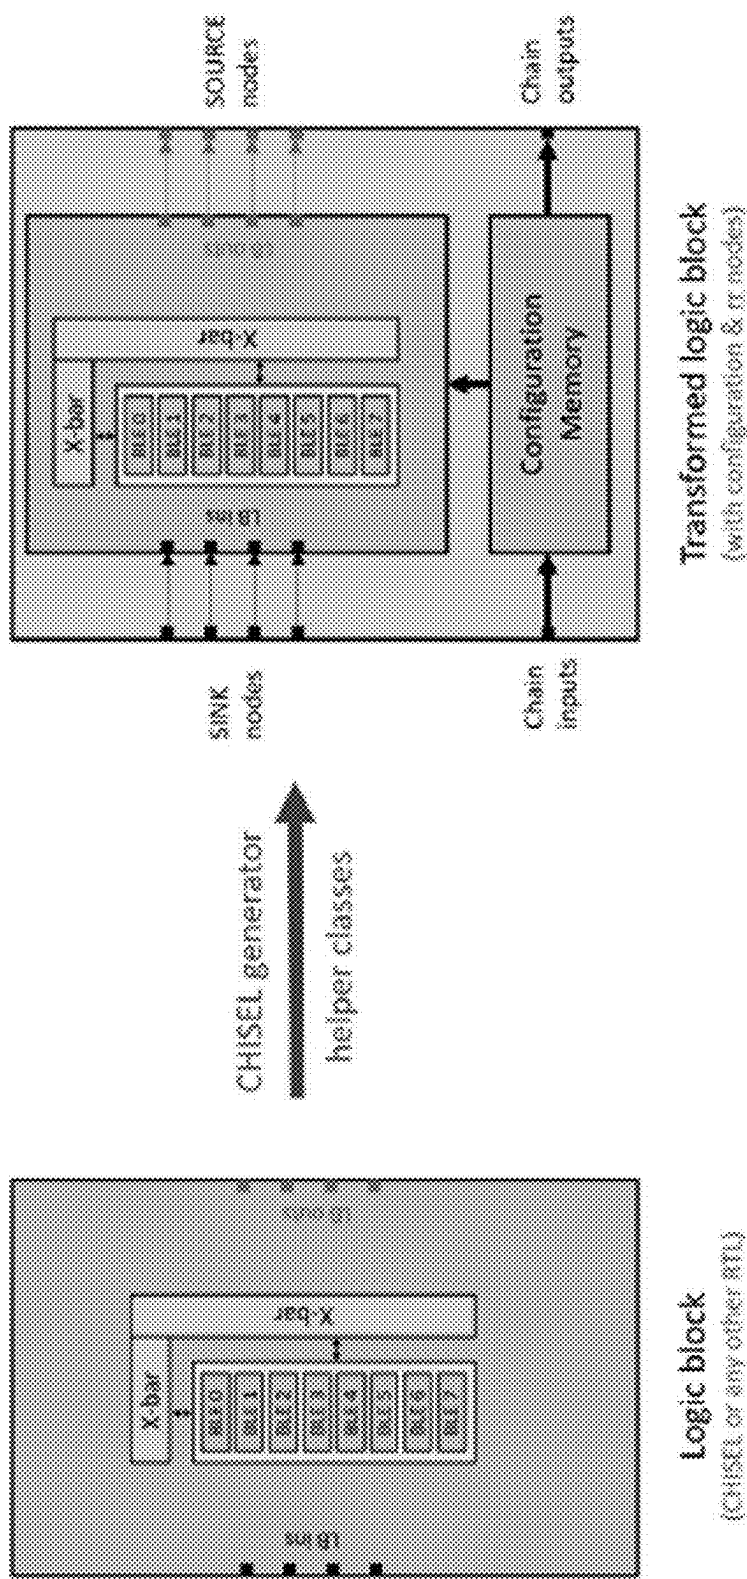 LB ins
X-bar
BLE 0
BLE 1
BLE 2
BLE 3
BLE 4
BLE 5
BLE 6
BLE 7
X-bar
LB outs
Logic block
(CHISEL or any other RTL)
CHISEL generator
helper classes
SINK
nodes
LB ins
X-bar
BLE 0
BLE 1
BLE 2
BLE 3
BLE 4
BLE 5
BLE 6
BLE 7
X-bar
SOURCE
nodes
Chain
inputs
Configuration
Memory
Chain
outputs
Transformed logic block
(with configuration & rr nodes)